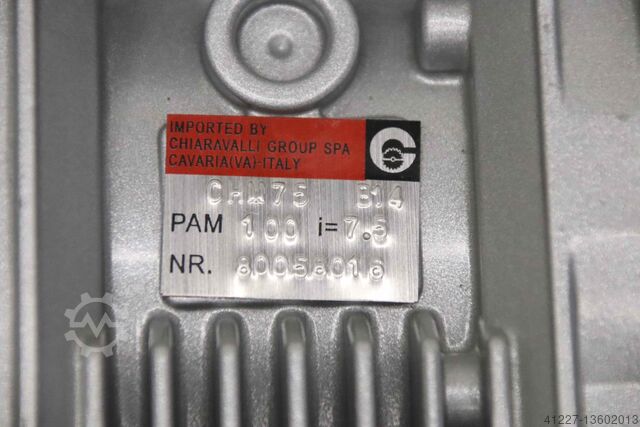 IMPORTED BY
CHIARAVALLI GROUP SPA
CAVARIA(VA)-ITALY
CHM75 B14
PAM 100 i= 7.5
NR. 80058016
41227-13602013